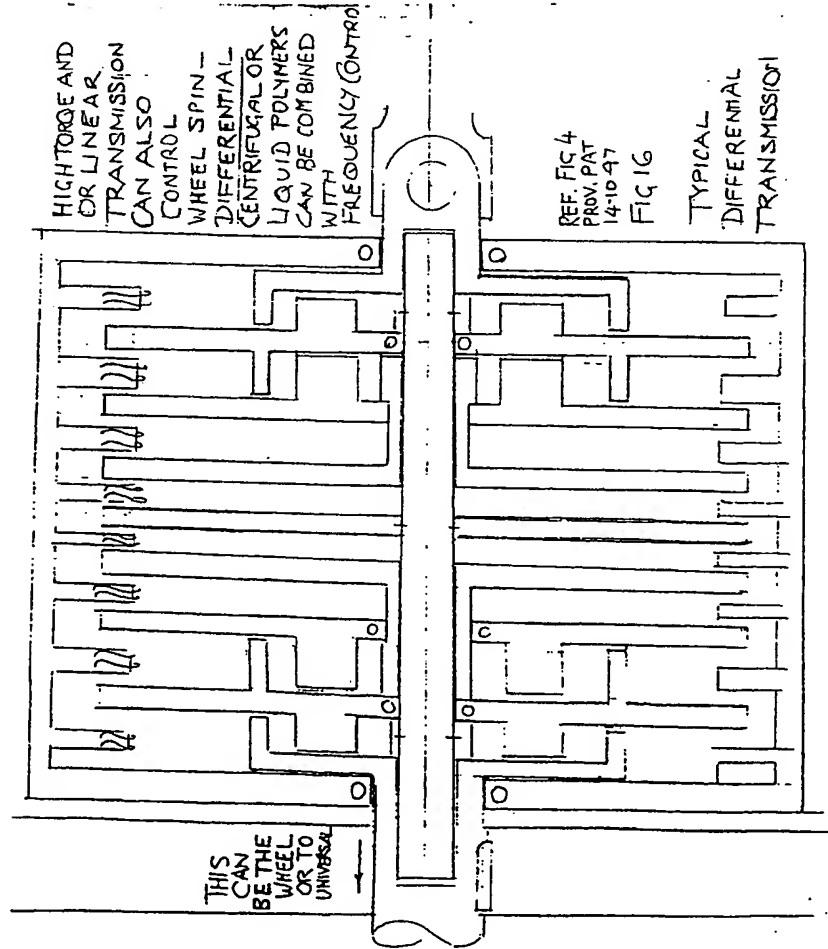 HIGH TORQE AND
OR LINEAR
TRANSMISSION
CAN ALSO
CONTROL
WHEEL SPIN_
DIFFERENTIAL
CENTRIFUGAL OR
LIQUID POLYMERS
CAN BE COMBINED
WITH
FREQUENCY CONTROL
REF. FIG 4
PROV. PAT
14-10-97
FIG 16
TYPICAL
DIFFERENTIAL
TRANSMISSION
THIS
CAN
BE THE
WHEEL
OR TO
UNIVERSAL